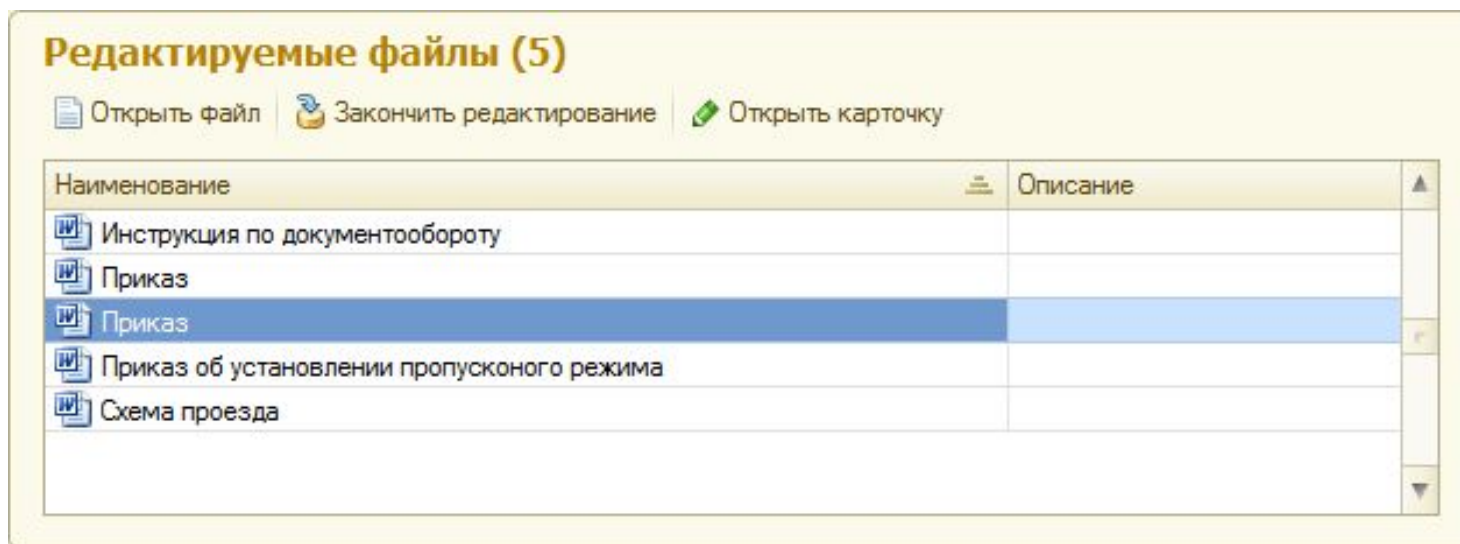 Редактируемые файлы (5)
Открыть файл Закончить редактирование Открыть карточку
Наименование Описание
Инструкция по документообороту
Приказ
Приказ
Приказ об установлении пропусконого режима
Схема проезда